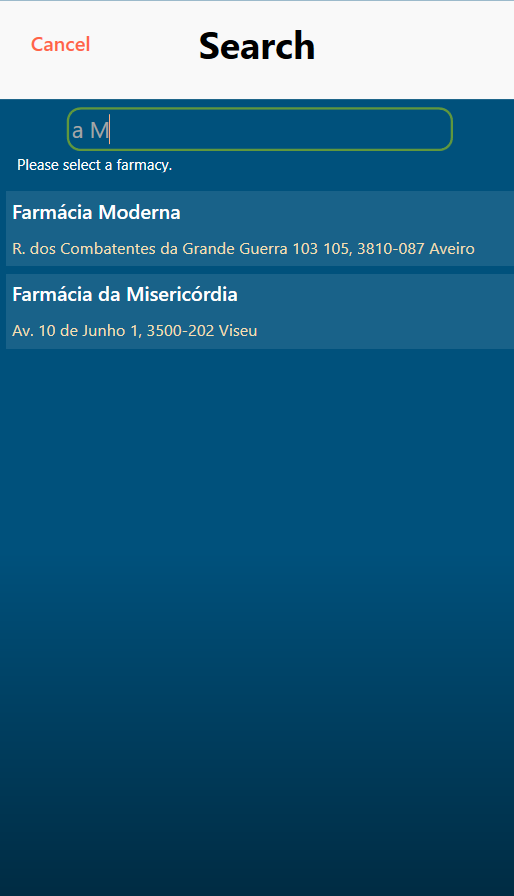 Cancel
Search
a M
Please select a farmacy.
Farmácia Moderna
R. dos Combatentes da Grande Guerra 103 105, 3810-087 Aveiro
Farmácia da Misericórdia
Av. 10 de Junho 1, 3500-202 Viseu